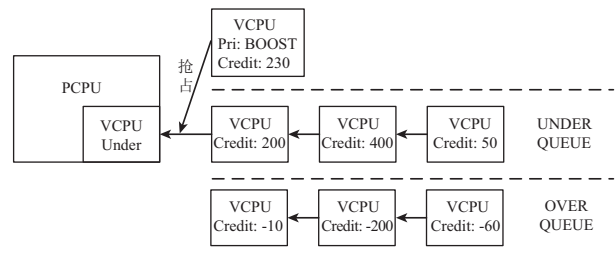 VCPU
Pri: BOOST
Credit: 230
抢占
PCPU
VCPU
Under
VCPU
Credit: 200
VCPU
Credit: 400
VCPU
Credit: 50
UNDER
QUEUE
VCPU
Credit: -10
VCPU
Credit: -200
VCPU
Credit: -60
OVER
QUEUE